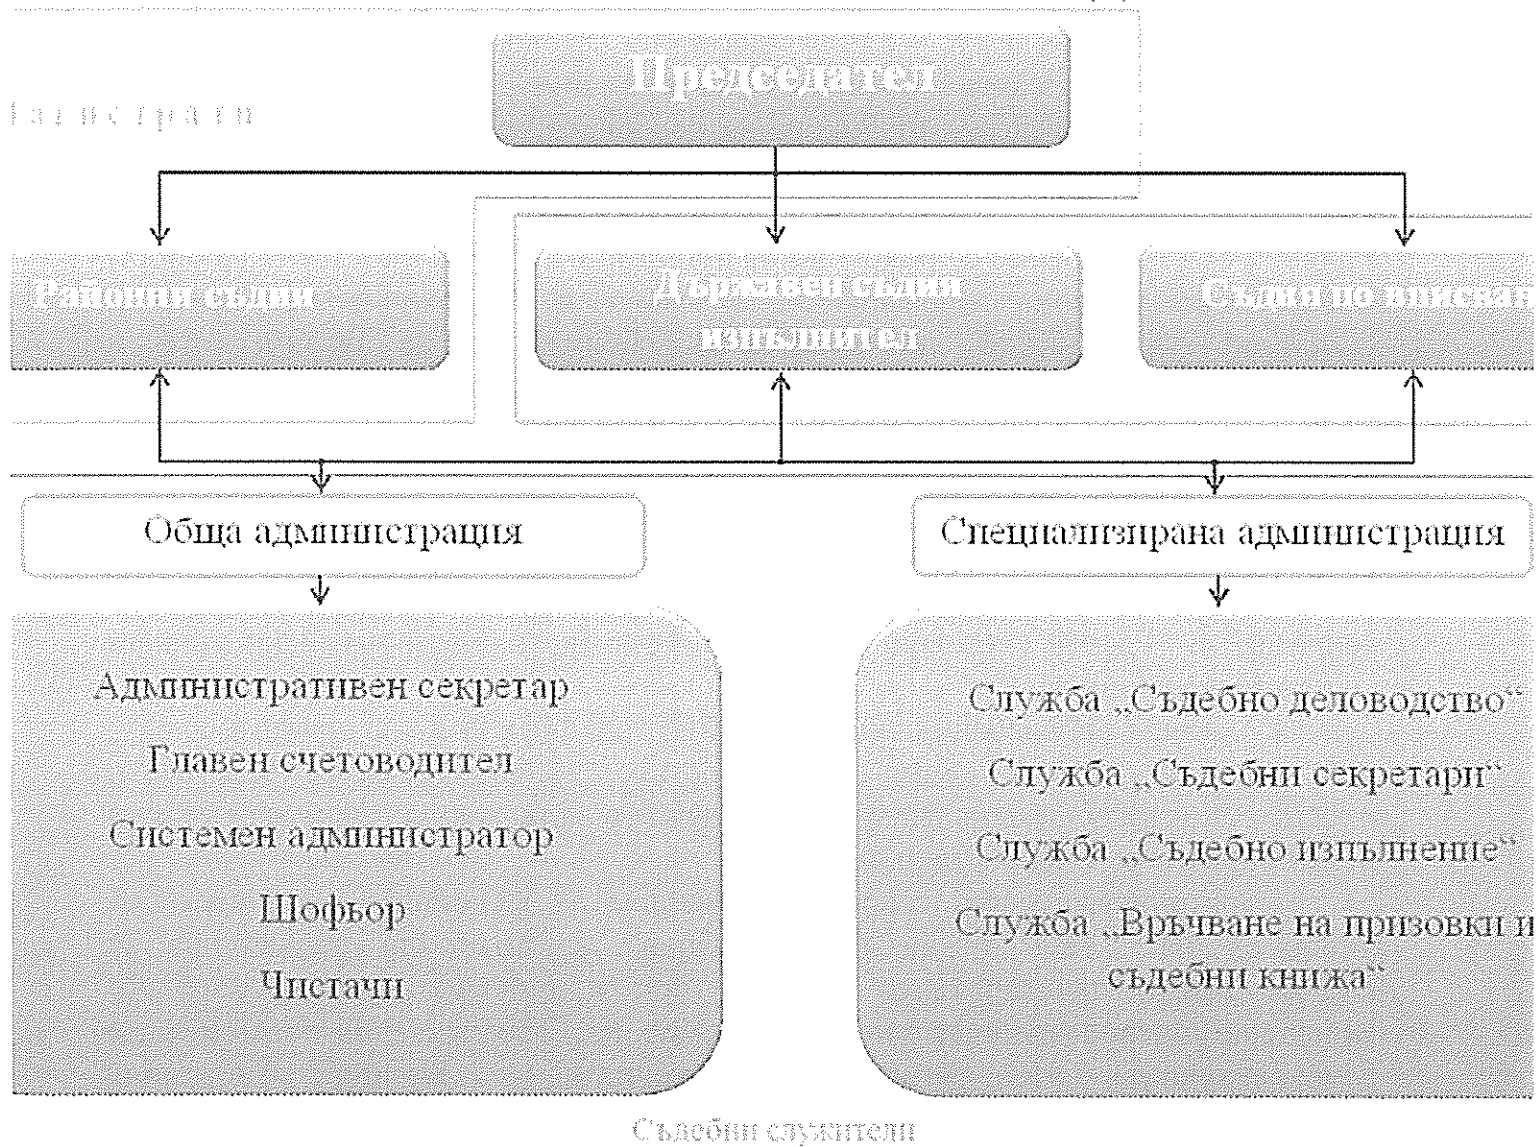 Председател
Магистрати
Районни съдии
Държавен съдия
изпълнител
Съдия по вписван
Обща администрация
Специализирана администрация
Административен секретар
Главен счетоводител
Системен администратор
Шофьор
Чистачи
Служба „Съдебно деловодство“
Служба „Съдебни секретари“
Служба „Съдебно изпълнение“
Служба „Връчване на призовки и
съдебни книжа“
Съдебни служители